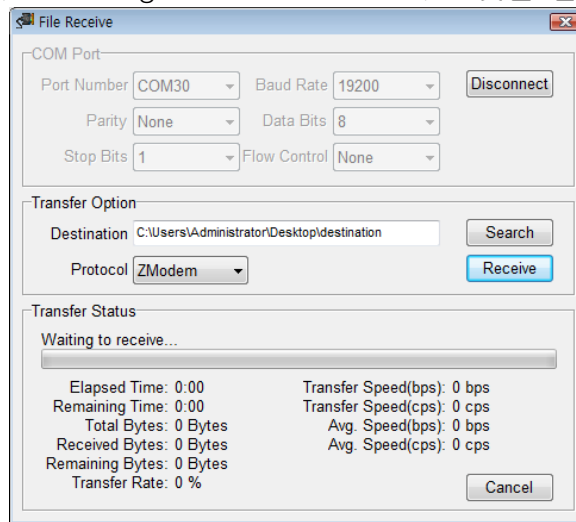 File Receive
COM Port
Port Number COM30 Baud Rate 19200 Disconnect
Parity None Data Bits 8
Stop Bits 1 Flow Control None
Transfer Option
Destination C:\Users\Administrator\Desktop\destination Search
Protocol ZModem Receive
Transfer Status
Waiting to receive...
Elapsed Time: 0:00 Transfer Speed(bps): 0 bps
Remaining Time: 0:00 Transfer Speed(cps): 0 cps
Total Bytes: 0 Bytes Avg. Speed(bps): 0 bps
Received Bytes: 0 Bytes Avg. Speed(cps): 0 cps
Remaining Bytes: 0 Bytes
Transfer Rate: 0 %
Cancel